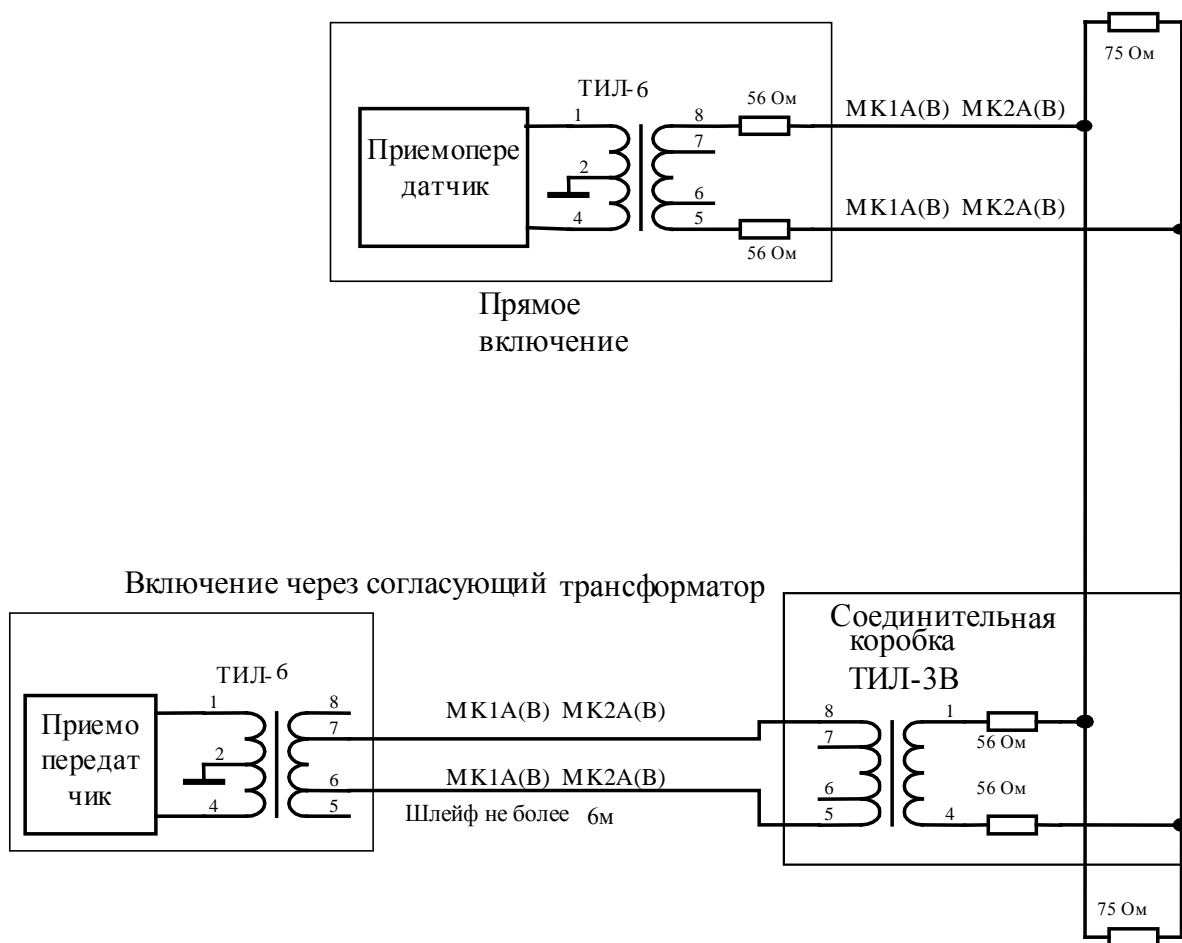 75 Ом
ТИЛ-6
56 Ом
МК1А(В) МК2А(В)
1
8
Приемопере
датчик
7
2
6
МК1А(В) МК2А(В)
4
5
56 Ом
Прямое
включение
Включение через согласующий трансформатор
Соединительная
коробка
ТИЛ-3В
ТИЛ-6
1
8
МК1А(В) МК2А(В)
8
1
Приемо
передат
чик
7
7
56 Ом
2
6
МК1А(В) МК2А(В)
6
56 Ом
4
5
Шлейф не более 6м
5
4
75 Ом